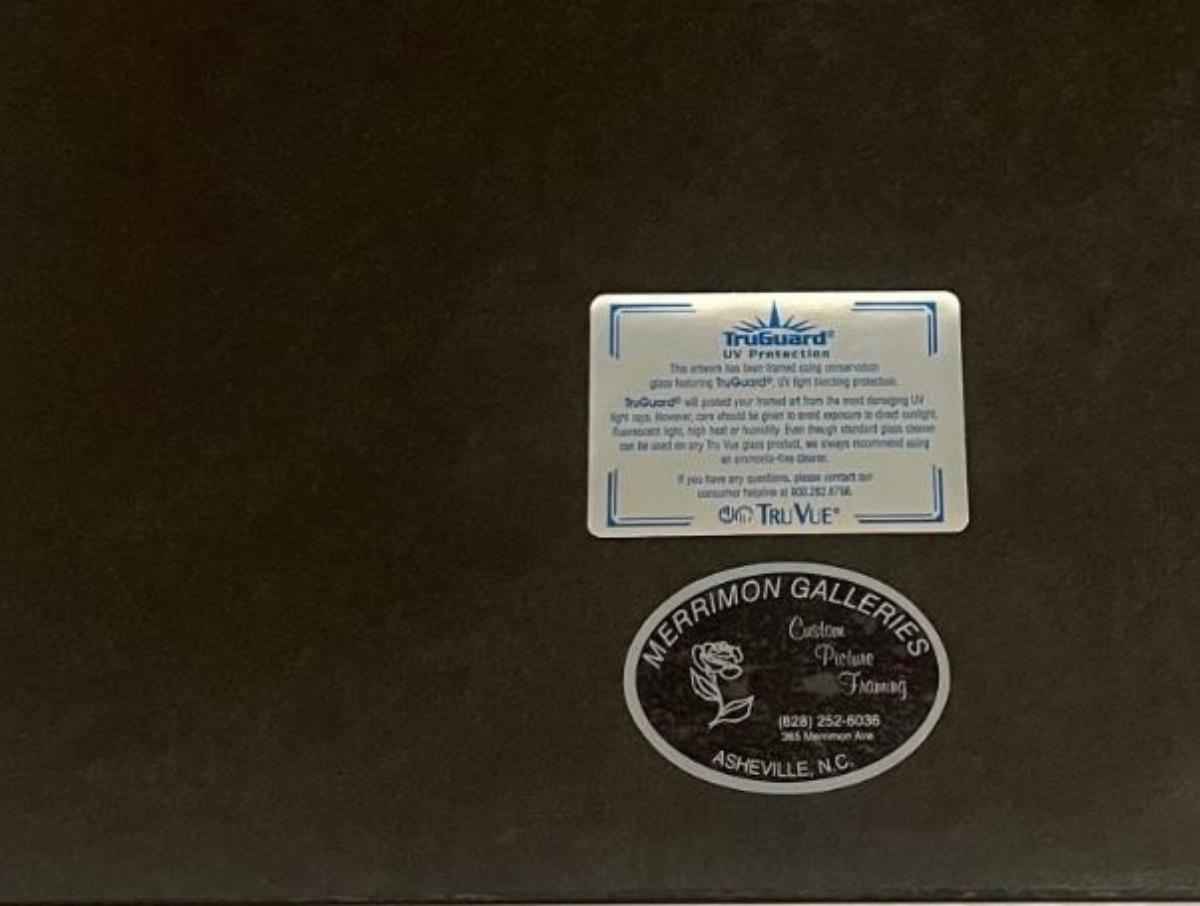 TruGuard®
UV Protection
This artwork has been framed using conservation
glass featuring TruGuard®, UV light blocking protection.
TruGuard® will protect your framed art from the most damaging UV
light rays. However, care should be given to avoid exposure to direct sunlight,
fluorescent light, high heat or humidity. Even though standard glass cleaner
can be used on any Tru Vue glass product, we always recommend using
an ammonia-free cleaner.
If you have any questions, please contact our
consumer helpline at 800.282.8788.
TRU VUE®
MERRIMON GALLERIES
Custom
Picture
Framing
(828) 252-6036
365 Merrimon Ave.
ASHEVILLE, N.C.